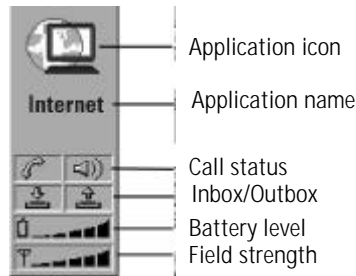 Application icon
Internet
Application name
Call status
Inbox/Outbox
Battery level
Field strength